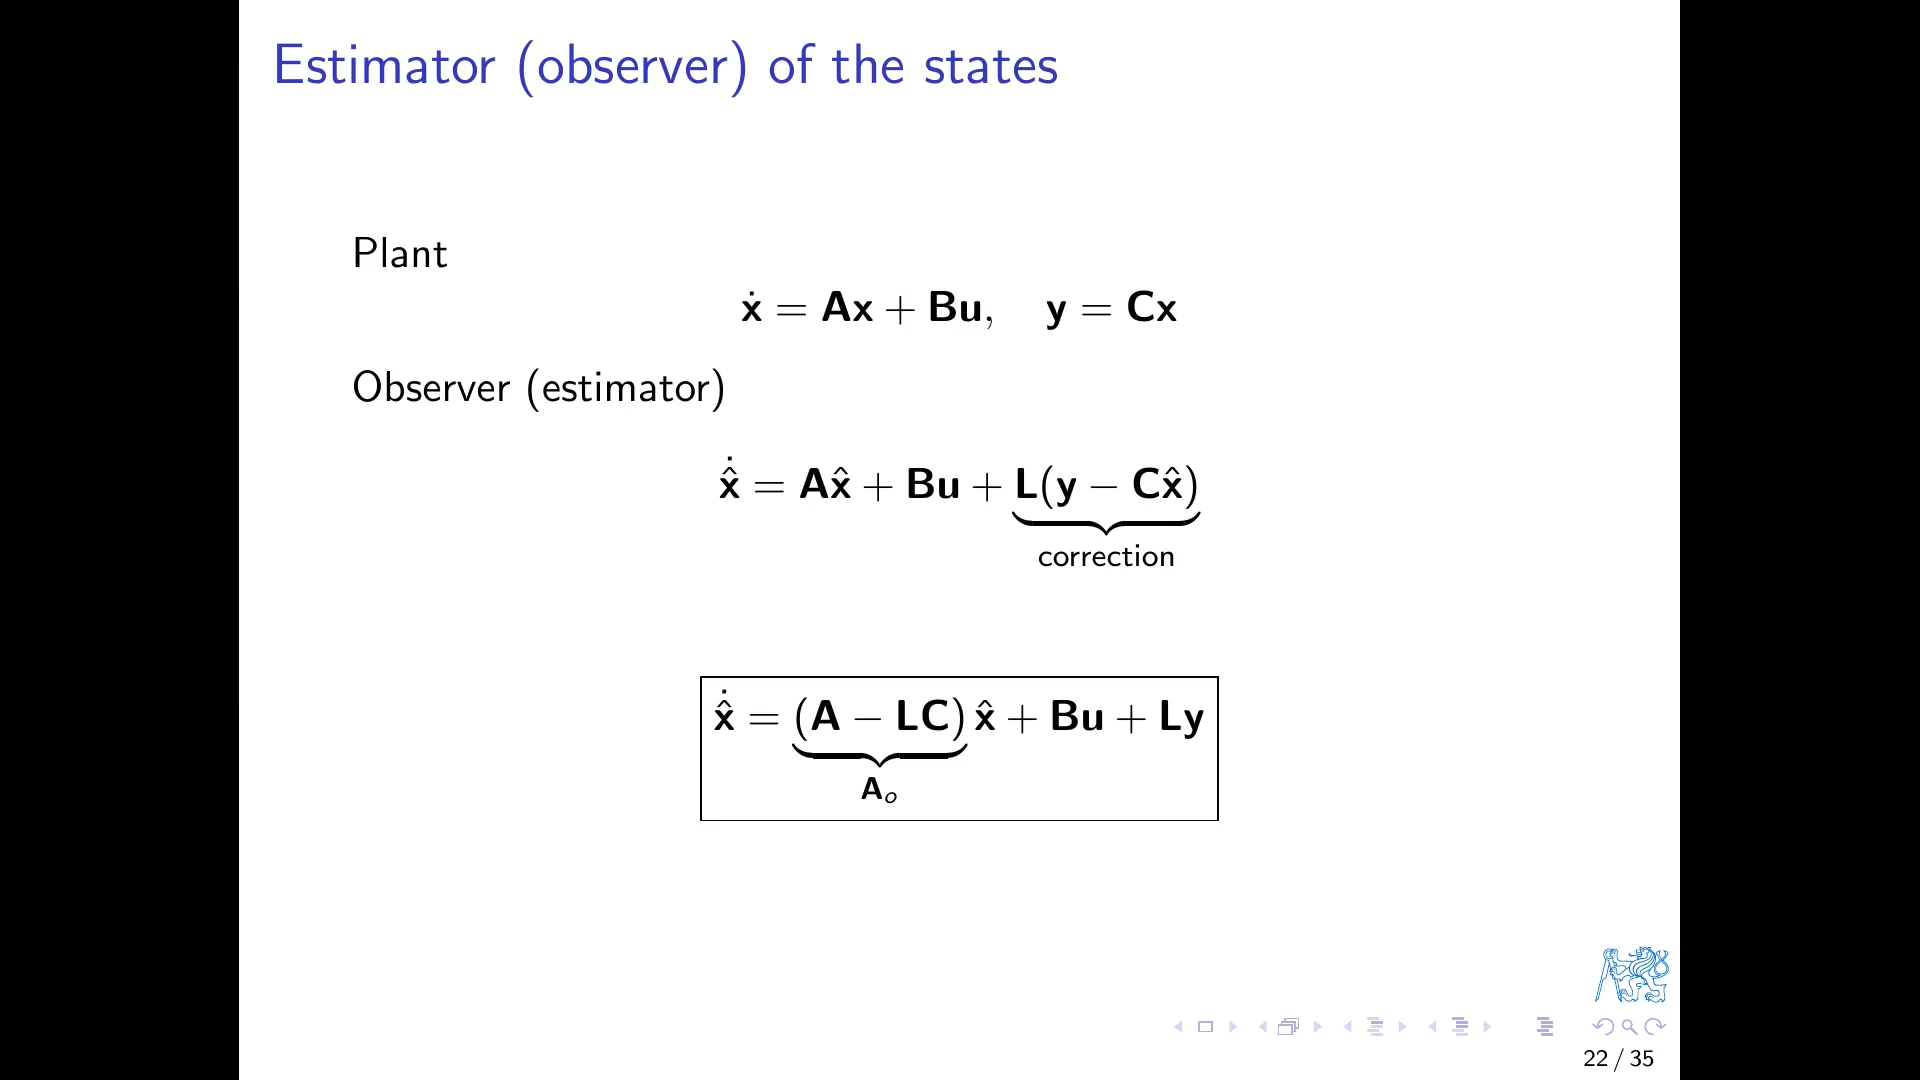 Estimator (observer) of the states
Plant
ẋ = Ax + Bu, y = Cx
Observer (estimator)
x̂̇ = Ax̂ + Bu + L(y − Cx̂)
correction
x̂̇ = (A − LC) x̂ + Bu + Ly
Aₒ
22 / 35